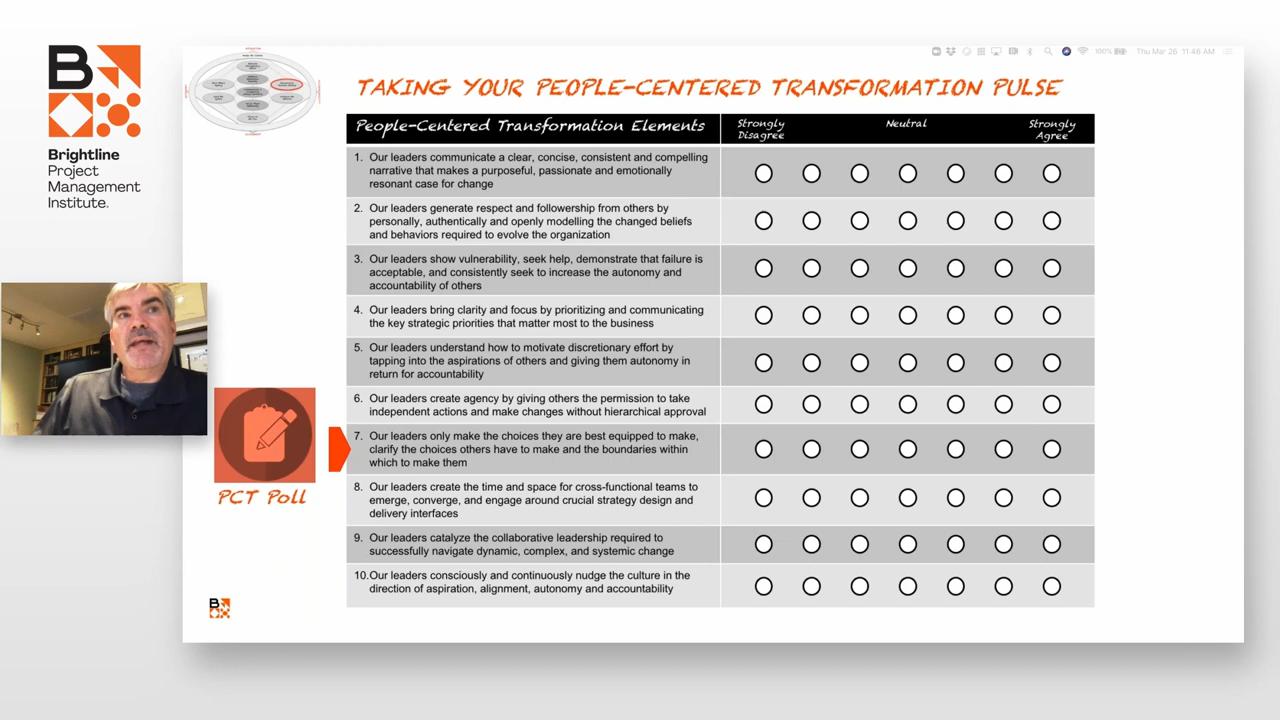 Brightline
Project
Management
Institute.
100%
Thu Mar 26 11:46 AM
TAKING YOUR PEOPLE-CENTERED TRANSFORMATION PULSE
People-Centered Transformation Elements
Strongly
Disagree
Neutral
Strongly
Agree
1. Our leaders communicate a clear, concise, consistent and compelling
narrative that makes a purposeful, passionate and emotionally
resonant case for change
2. Our leaders generate respect and followership from others by
personally, authentically and openly modelling the changed beliefs
and behaviors required to evolve the organization
3. Our leaders show vulnerability, seek help, demonstrate that failure is
acceptable, and consistently seek to increase the autonomy and
accountability of others
4. Our leaders bring clarity and focus by prioritizing and communicating
the key strategic priorities that matter most to the business
5. Our leaders understand how to motivate discretionary effort by
tapping into the aspirations of others and giving them autonomy in
return for accountability
6. Our leaders create agency by giving others the permission to take
independent actions and make changes without hierarchical approval
7. Our leaders only make the choices they are best equipped to make,
clarify the choices others have to make and the boundaries within
which to make them
8. Our leaders create the time and space for cross-functional teams to
emerge, converge, and engage around crucial strategy design and
delivery interfaces
9. Our leaders catalyze the collaborative leadership required to
successfully navigate dynamic, complex, and systemic change
10.Our leaders consciously and continuously nudge the culture in the
direction of aspiration, alignment, autonomy and accountability
PCT Poll